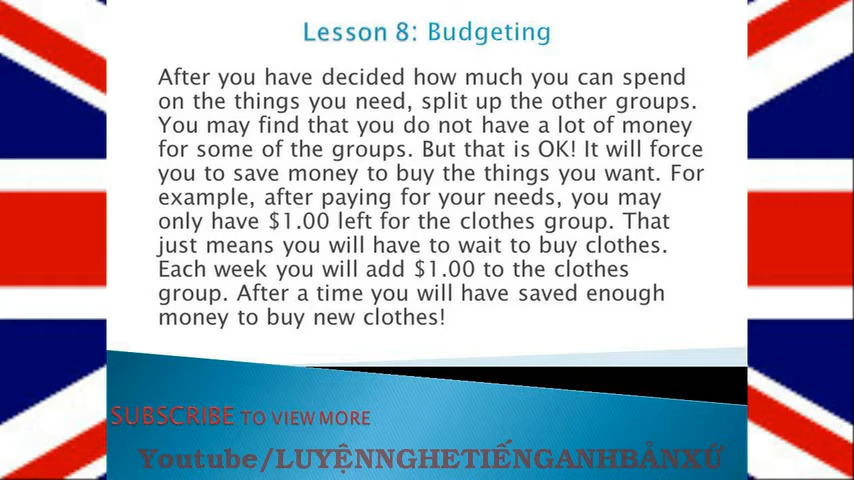 Lesson 8: Budgeting
After you have decided how much you can spend
on the things you need, split up the other groups.
You may find that you do not have a lot of money
for some of the groups. But that is OK! It will force
you to save money to buy the things you want. For
example, after paying for your needs, you may
only have $1.00 left for the clothes group. That
just means you will have to wait to buy clothes.
Each week you will add $1.00 to the clothes
group. After a time you will have saved enough
money to buy new clothes!
SUBSCRIBE TO VIEW MORE
Youtube/LUYỆNNGHETIẾNGANHBẢNXỨ